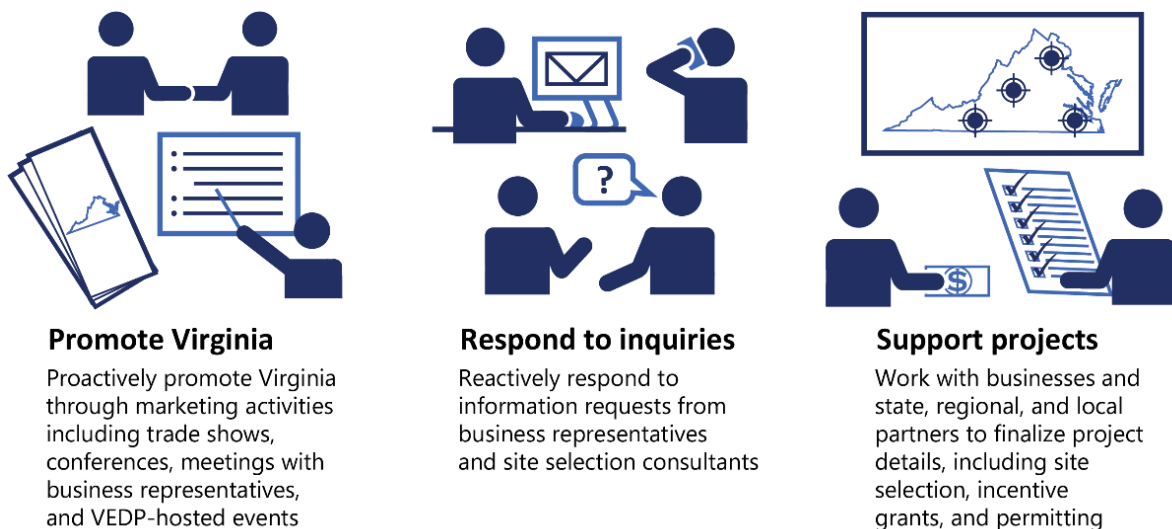 ?
$
Promote Virginia
Proactively promote Virginia
through marketing activities
including trade shows,
conferences, meetings with
business representatives,
and VEDP-hosted events
Respond to inquiries
Reactively respond to
information requests from
business representatives
and site selection consultants
Support projects
Work with businesses and
state, regional, and local
partners to finalize project
details, including site
selection, incentive
grants, and permitting